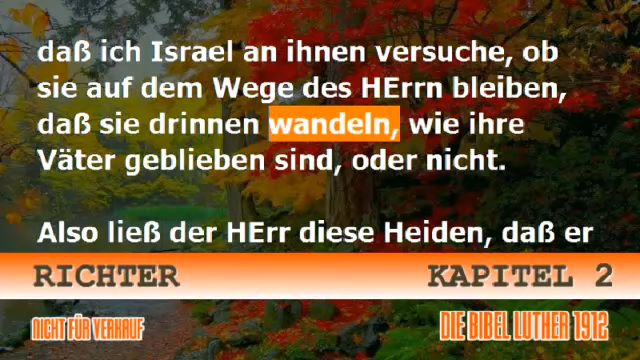 daß ich Israel an ihnen versuche, ob
sie auf dem Wege des HErrn bleiben,
daß sie drinnen wandeln, wie ihre
Väter geblieben sind, oder nicht.
Also ließ der HErr diese Heiden, daß er
RICHTER KAPITEL 2
NICHT FÜR VERKAUF DIE BIBEL LUTHER 1912